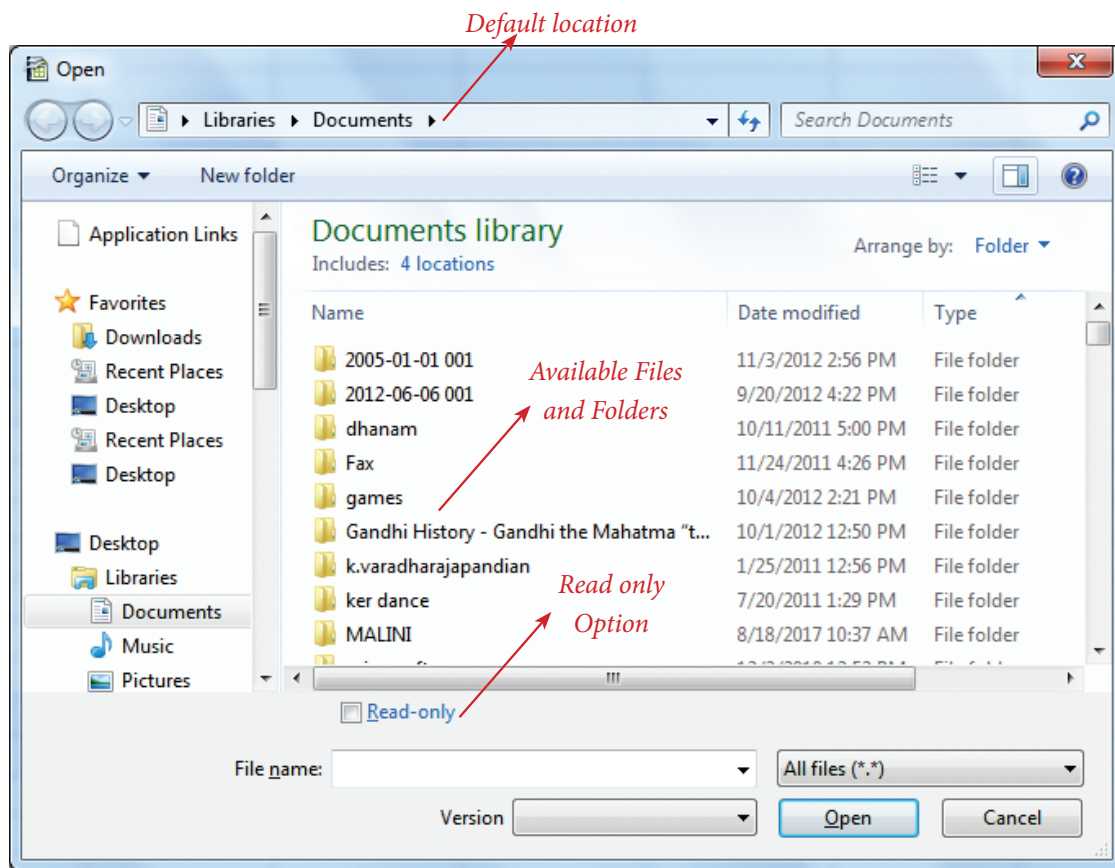 Default location
Open
Libraries Documents
Search Documents
Organize New folder
Application Links
Favorites
Downloads
Recent Places
Desktop
Recent Places
Desktop
Desktop
Libraries
Documents
Music
Pictures
Documents library
Includes: 4 locations
Arrange by: Folder
Name Date modified Type
2005-01-01 001 11/3/2012 2:56 PM File folder
2012-06-06 001 9/20/2012 4:22 PM File folder
dhanam 10/11/2011 5:00 PM File folder
Fax 11/24/2011 4:26 PM File folder
games 10/4/2012 2:21 PM File folder
Gandhi History - Gandhi the Mahatma "t... 10/1/2012 12:50 PM File folder
k.varadharajapandian 1/25/2011 12:56 PM File folder
ker dance 7/20/2011 1:29 PM File folder
MALINI 8/18/2017 10:37 AM File folder
Available Files
and Folders
Read only
Option
Read-only
File name: All files (*.*)
Version Open Cancel